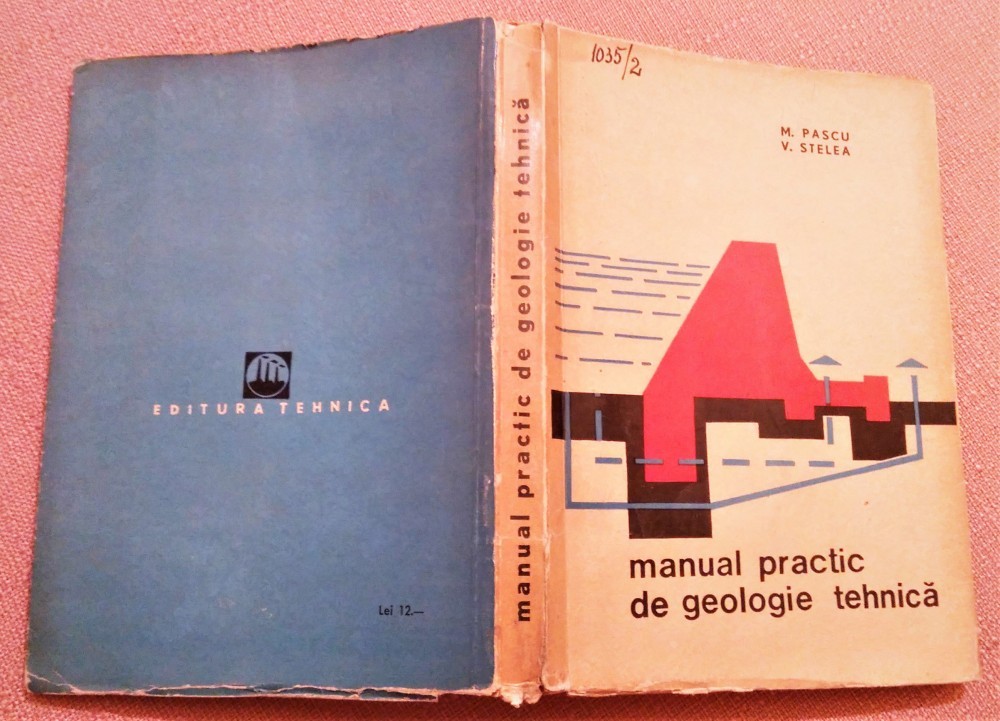 EDITURA TEHNICA
Lei 12.—
manual practic de geologie tehnică
1035/2
M. PASCU
V. STELEA
manual practic
de geologie tehnică